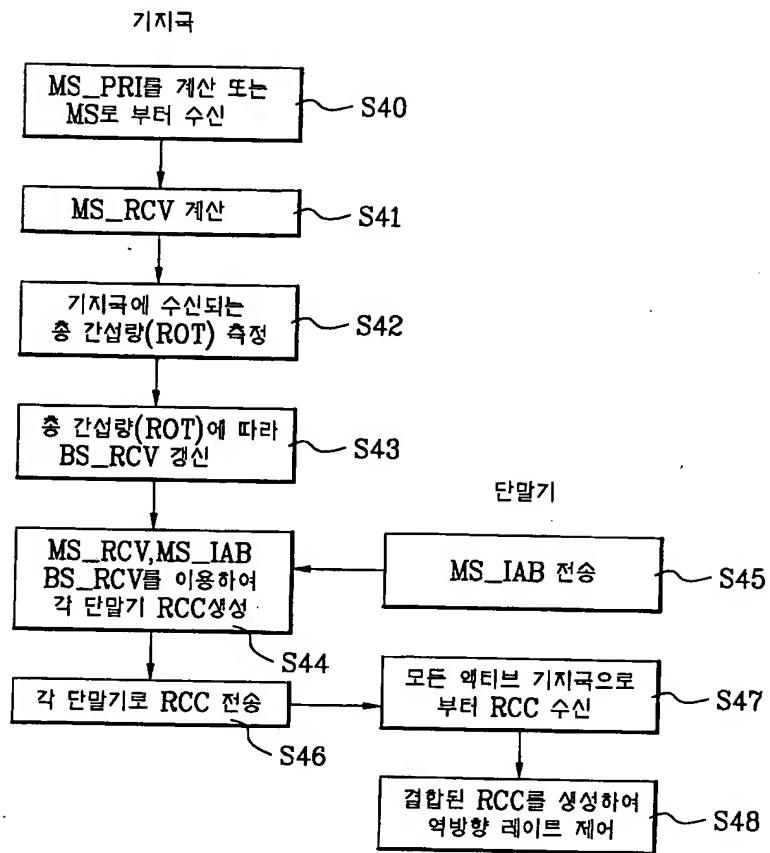 기지국
MS_PRI를 계산 또는
MS로 부터 수신
S40
MS_RCV 계산
S41
기지국에 수신되는
총 간섭량(ROT) 측정
S42
총 간섭량(ROT)에 따라
BS_RCV 갱신
S43
단말기
MS_RCV,MS_IAB
BS_RCV를 이용하여
각 단말기 RCC생성
S44
MS_IAB 전송
S45
각 단말기로 RCC 전송
S46
모든 액티브 기지국으로
부터 RCC 수신
S47
결합된 RCC를 생성하여
역방향 레이트 제어
S48